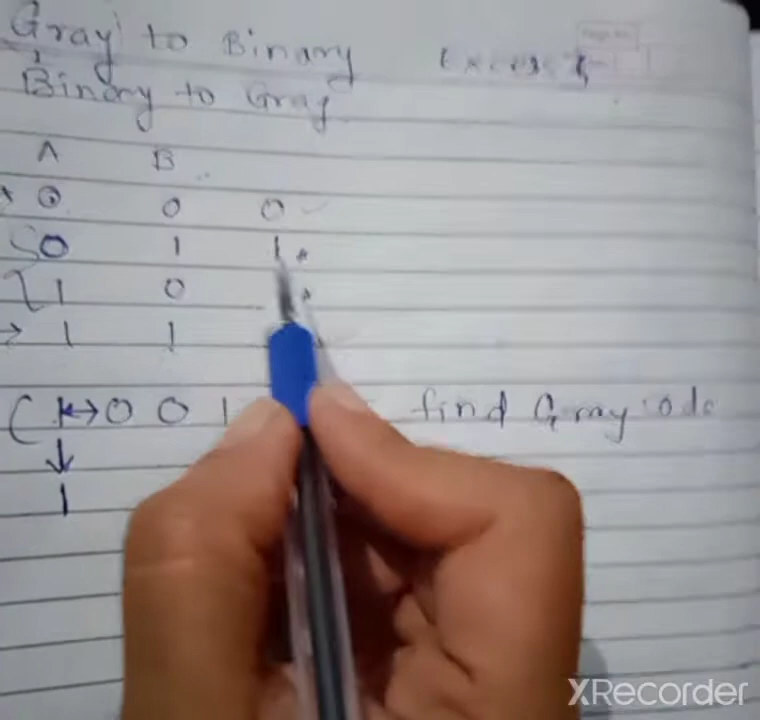 Gray to Binary
Binary to Gray
A B
0 0 0
0 1 1
1 0
1 1
( 1 ↔ 0 0 1 find Gray code
↓
1
XRecorder